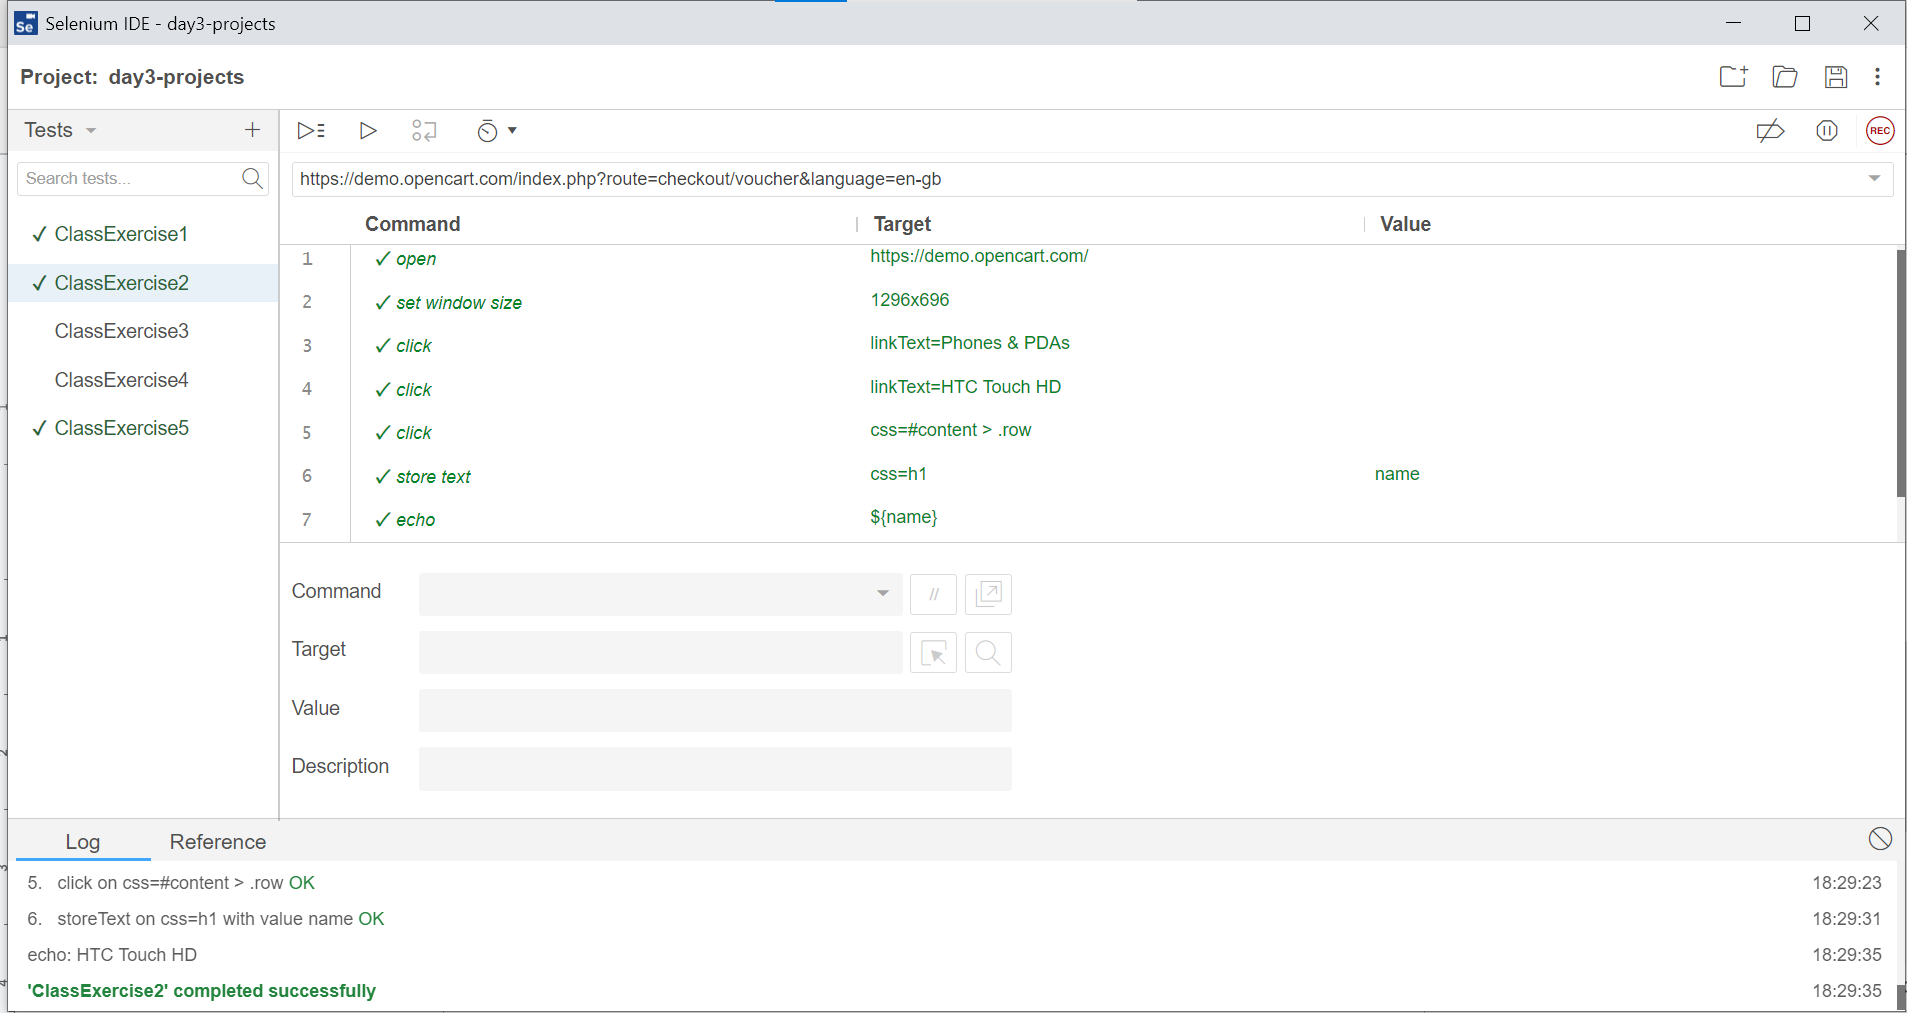 Se Selenium IDE - day3-projects
Project: day3-projects
Tests
REC
Search tests...
https://demo.opencart.com/index.php?route=checkout/voucher&language=en-gb
ClassExercise1
ClassExercise2
ClassExercise3
ClassExercise4
ClassExercise5
Command Target Value
1 open https://demo.opencart.com/
2 set window size 1296x696
3 click linkText=Phones & PDAs
4 click linkText=HTC Touch HD
5 click css=#content > .row
6 store text css=h1 name
7 echo ${name}
Command //
Target
Value
Description
Log Reference
5. click on css=#content > .row OK 18:29:23
6. storeText on css=h1 with value name OK 18:29:31
echo: HTC Touch HD 18:29:35
'ClassExercise2' completed successfully 18:29:35